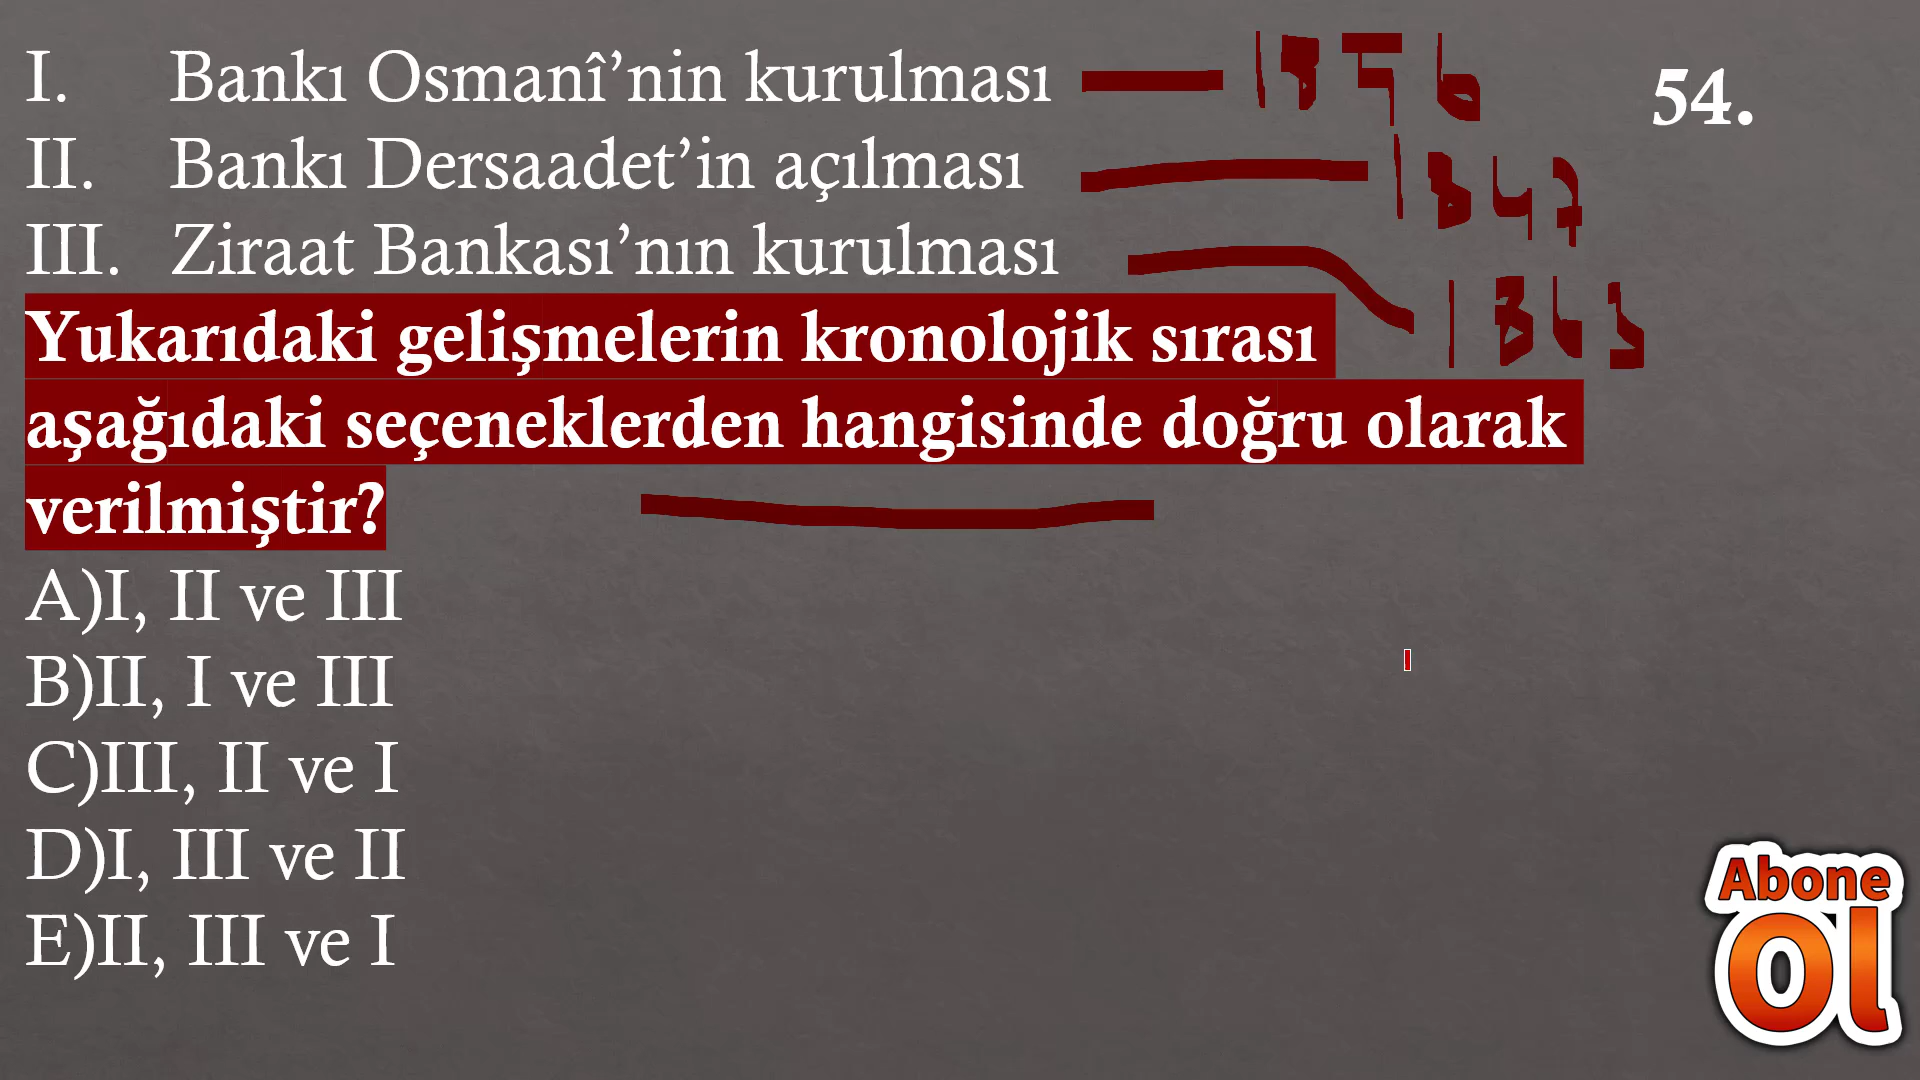 I. Bankı Osmanî’nin kurulması 1856
54.
II. Bankı Dersaadet’in açılması 1847
III. Ziraat Bankası’nın kurulması 1863
Yukarıdaki gelişmelerin kronolojik sırası
aşağıdaki seçeneklerden hangisinde doğru olarak
verilmiştir?
A)I, II ve III
B)II, I ve III
C)III, II ve I
D)I, III ve II
E)II, III ve I
Abone
Ol